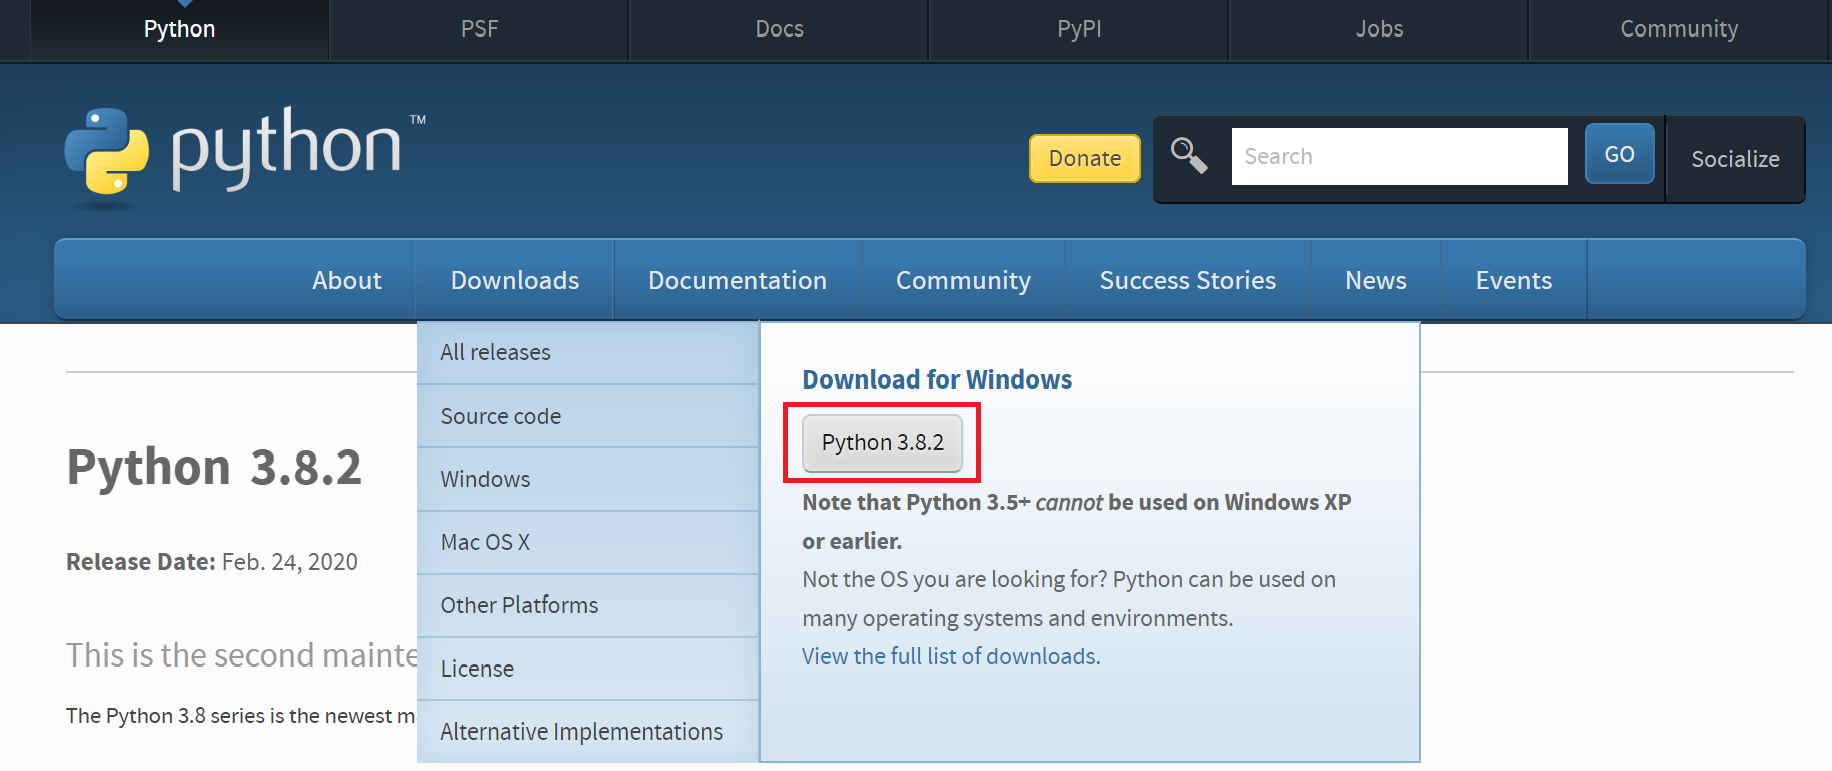 Python PSF Docs PyPI Jobs Community
python™
Donate Search GO Socialize
About Downloads Documentation Community Success Stories News Events
All releases
Source code
Windows
Mac OS X
Other Platforms
License
Alternative Implementations
Download for Windows
Python 3.8.2
Note that Python 3.5+ cannot be used on Windows XP
or earlier.
Not the OS you are looking for? Python can be used on
many operating systems and environments.
View the full list of downloads.
Python 3.8.2
Release Date: Feb. 24, 2020
This is the second mainte
The Python 3.8 series is the newest